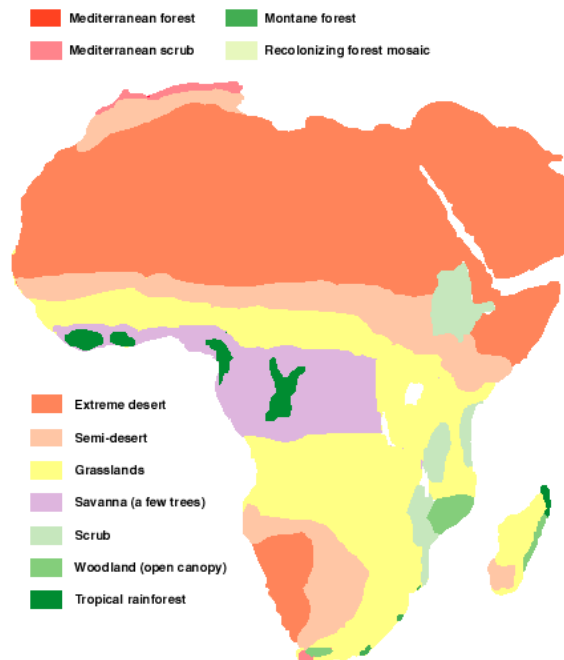 Mediterranean forest
Montane forest
Mediterranean scrub
Recolonizing forest mosaic
Extreme desert
Semi-desert
Grasslands
Savanna (a few trees)
Scrub
Woodland (open canopy)
Tropical rainforest